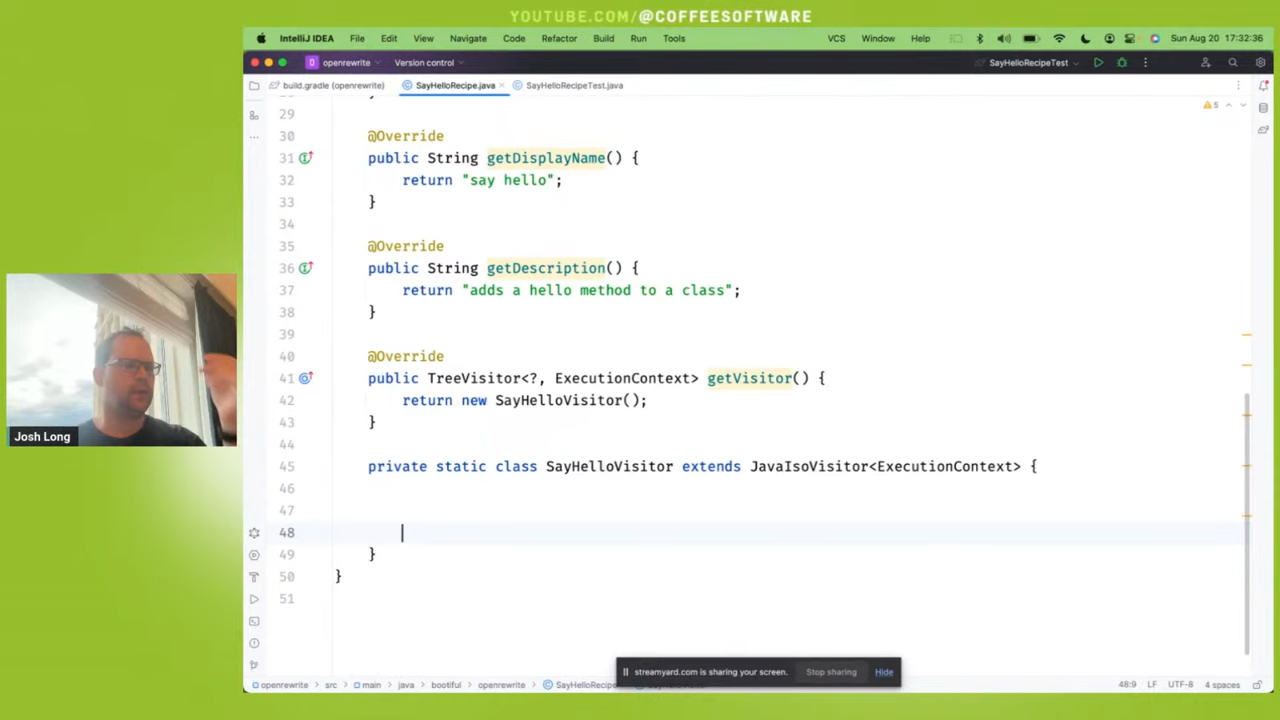 YOUTUBE.COM/@COFFEESOFTWARE
IntelliJ IDEA File Edit View Navigate Code Refactor Build Run Tools VCS Window Help Sun Aug 20 17:32:36
O openrewrite Version control SayHelloRecipeTest
build.gradle (openrewrite) SayHelloRecipe.java SayHelloRecipeTest.java
29
30 @Override
31 public String getDisplayName() {
32 return "say hello";
33 }
34
35 @Override
36 public String getDescription() {
37 return "adds a hello method to a class";
38 }
39
40 @Override
41 public TreeVisitor<?, ExecutionContext> getVisitor() {
42 return new SayHelloVisitor();
43 }
44
45 private static class SayHelloVisitor extends JavaIsoVisitor<ExecutionContext> {
46
47
48
49 }
50 }
51
5
Josh Long
streamyard.com is sharing your screen. Stop sharing Hide
openrewrite src main java bootiful openrewrite SayHelloRecipe 48:9 LF UTF-8 4 spaces